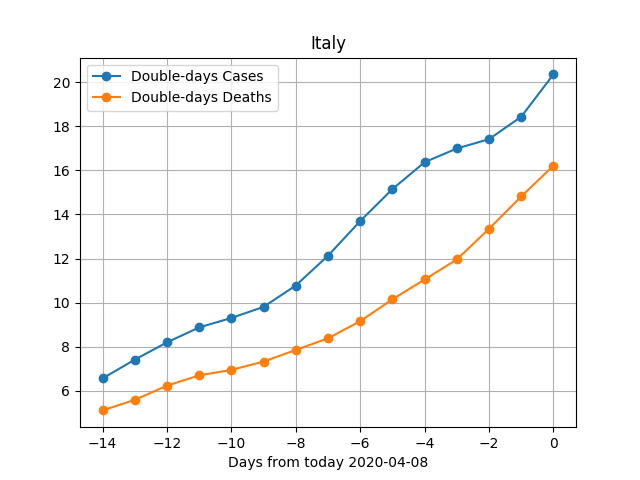 Italy
Double-days Cases
Double-days Deaths
20
18
16
14
12
10
8
6
−14 −12 −10 −8 −6 −4 −2 0
Days from today 2020-04-08